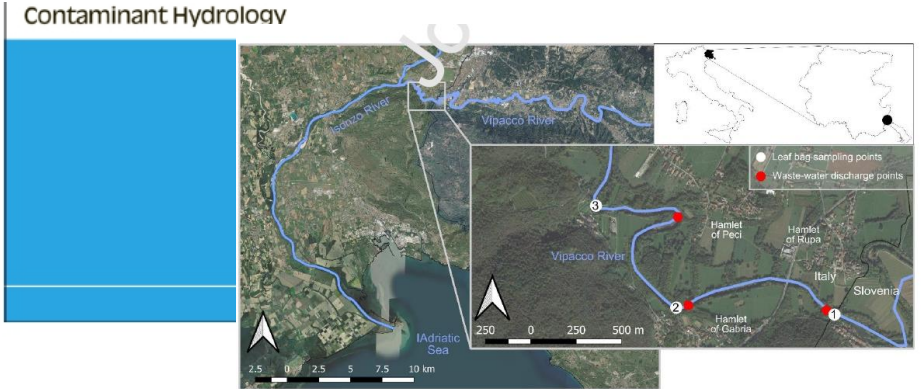 Contaminant Hydrology
Jo
Isonzo River
Vipacco River
Leaf bag sampling points
Waste-water discharge points
3
Hamlet
of Peci
Hamlet
of Rupa
Vipacco River
Italy
Slovenia
2
1
Hamlet
of Gabria
250 0 250 500 m
IAdriatic
Sea
2.5 0 2.5 5 7.5 10 km